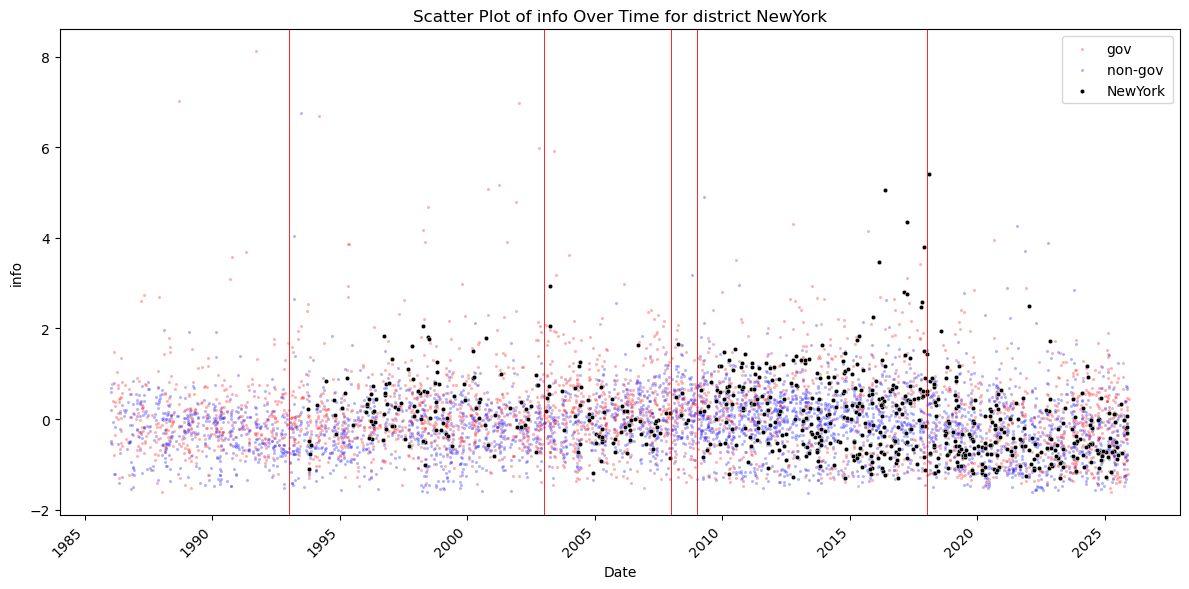 Scatter Plot of info Over Time for district NewYork
gov
non-gov
NewYork
info
8
6
4
2
0
−2
1985
1990
1995
2000
2005
2010
2015
2020
2025
Date